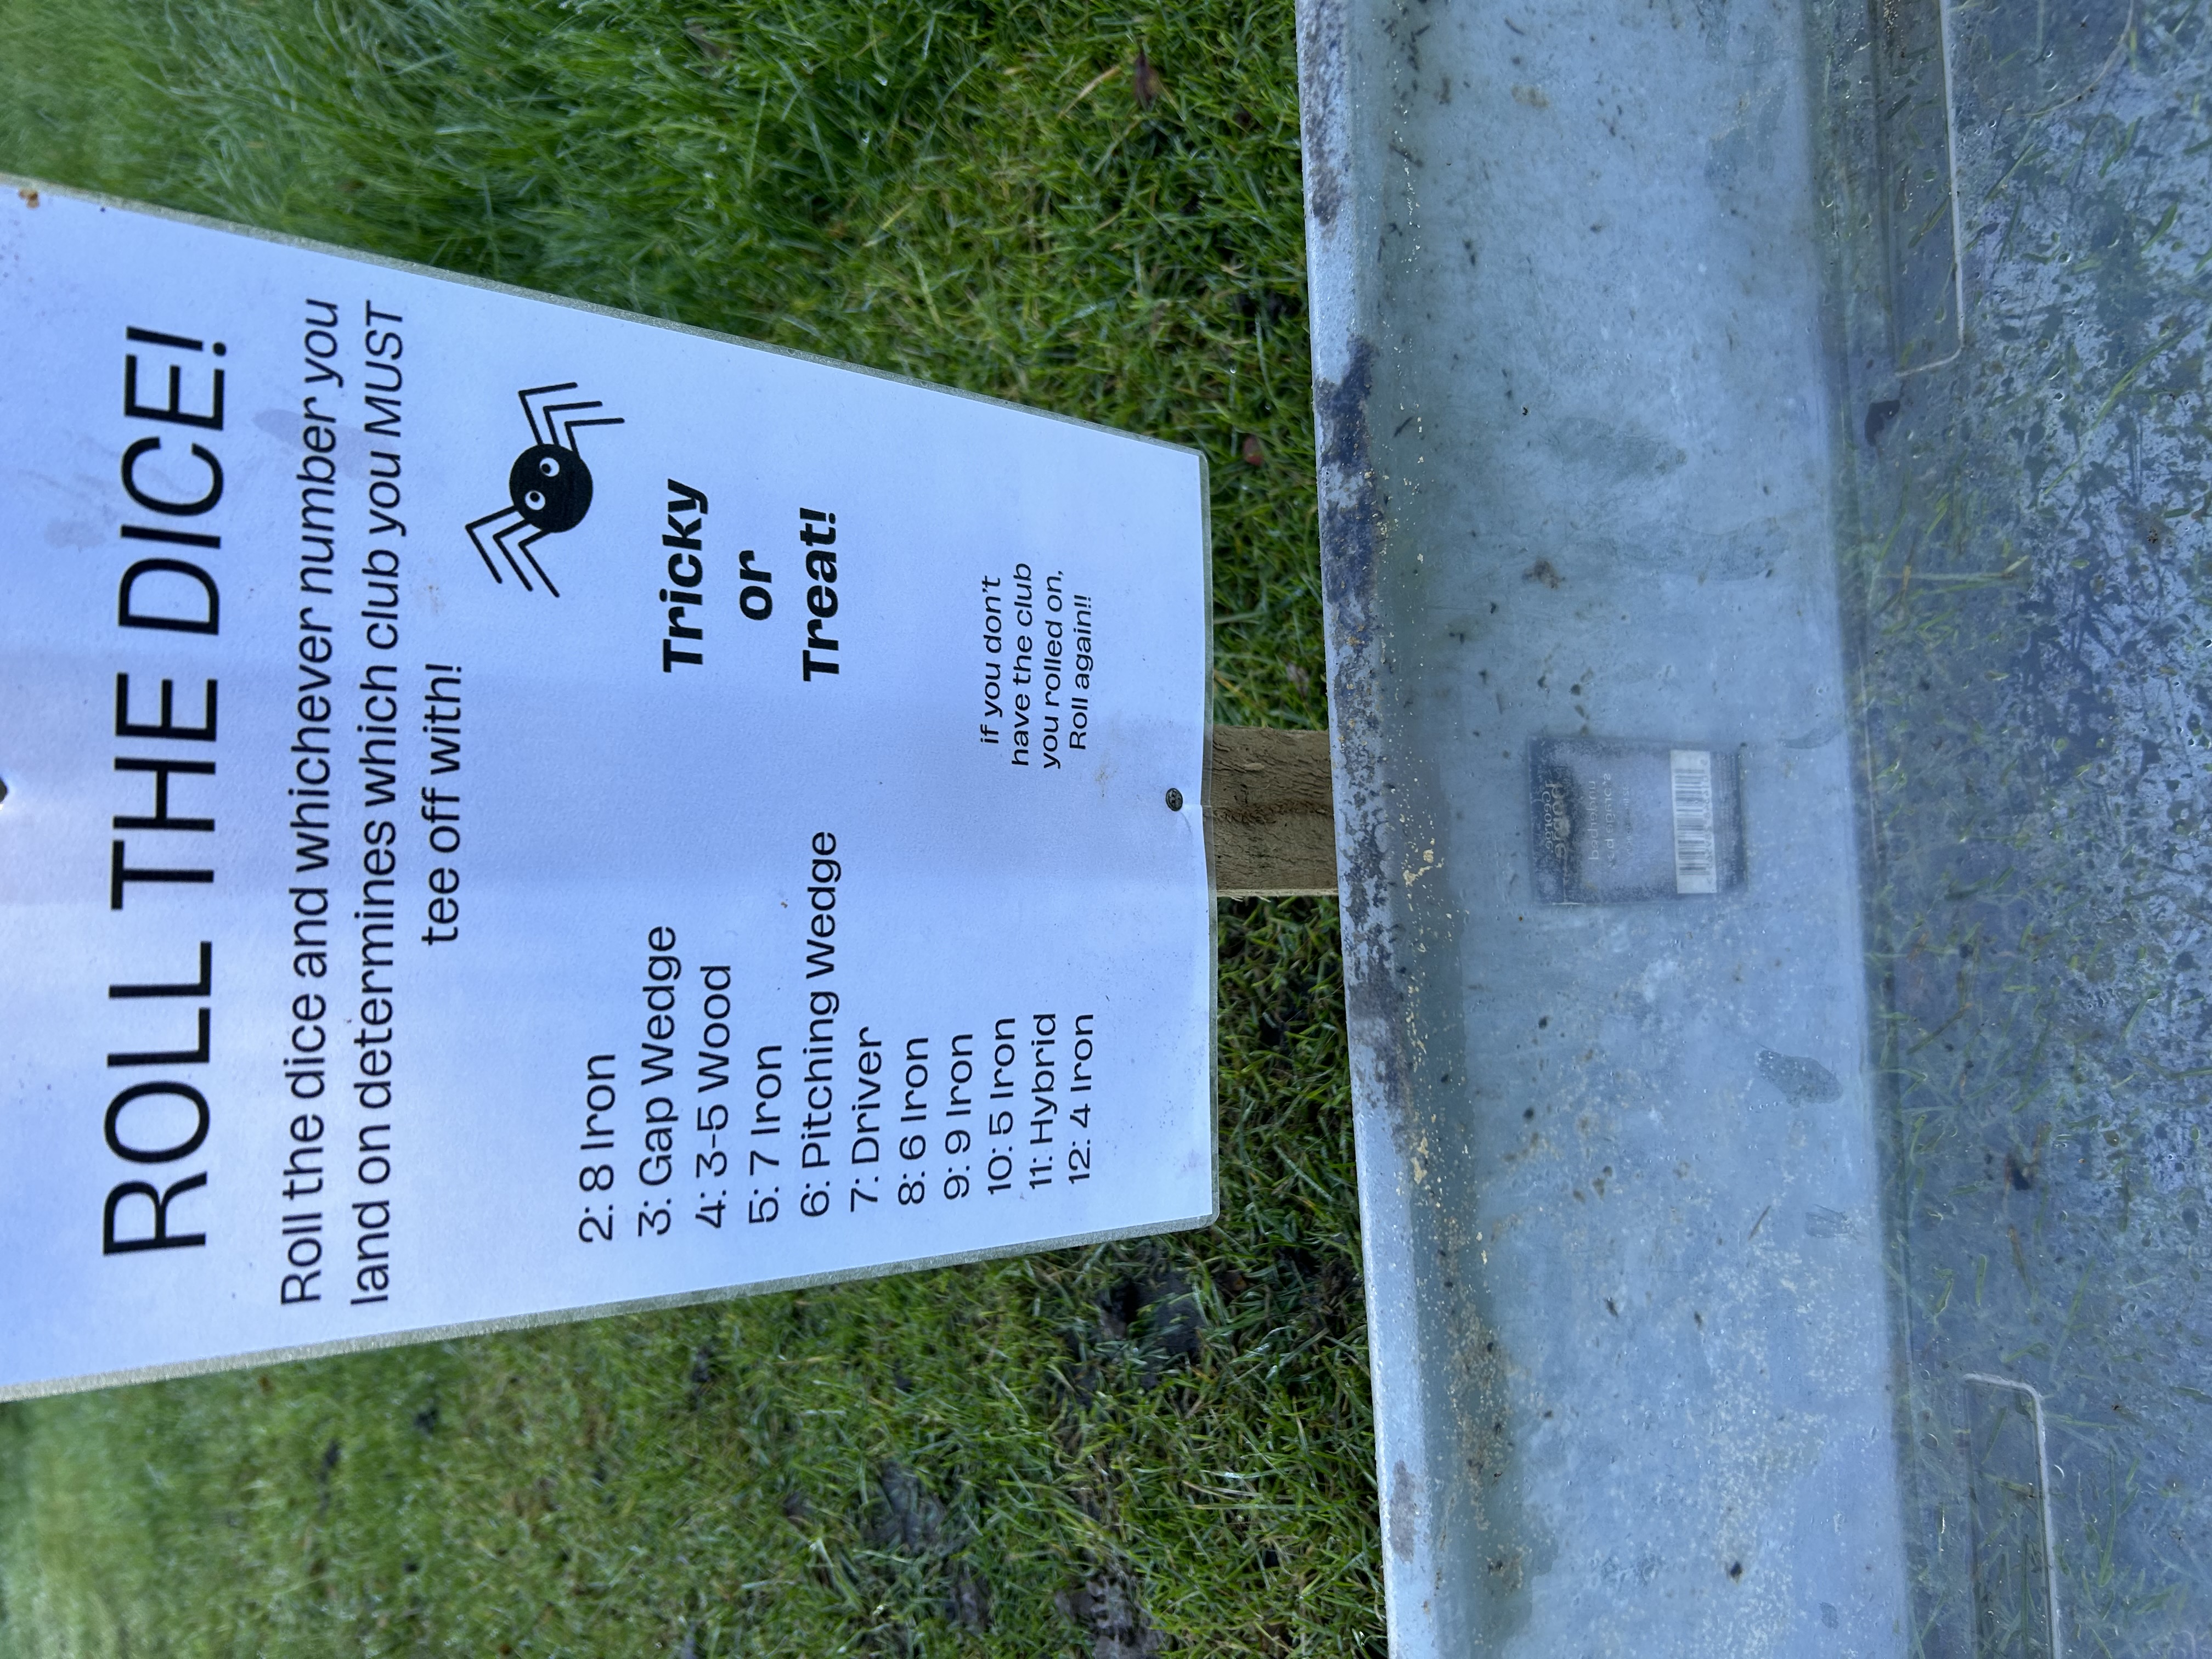 ROLL THE DICE!
Roll the dice and whichever number you
land on determines which club you MUST
tee off with!
2: 8 Iron
3: Gap Wedge
4: 3-5 Wood
5: 7 Iron
6: Pitching Wedge
7: Driver
8: 6 Iron
9: 9 Iron
10: 5 Iron
11: Hybrid
12: 4 Iron
Tricky
or
Treat!
if you don't
have the club
you rolled on,
Roll again!!